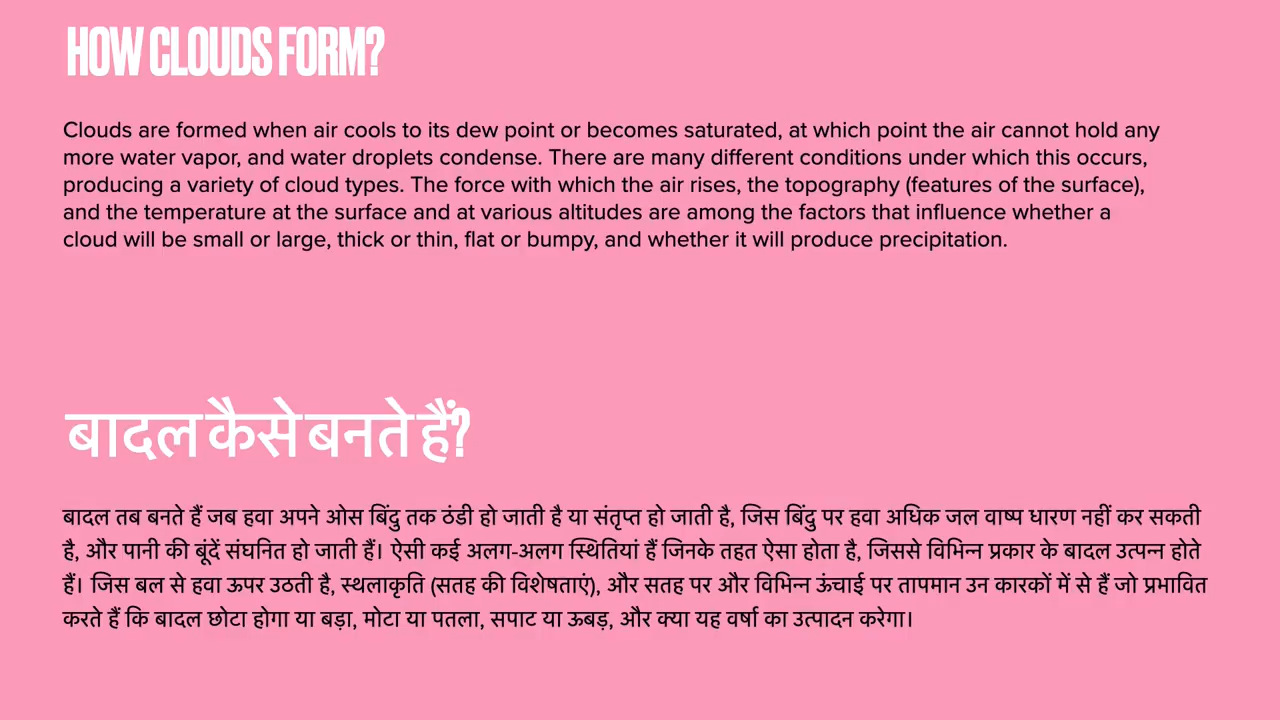 HOW CLOUDS FORM?
Clouds are formed when air cools to its dew point or becomes saturated, at which point the air cannot hold any
more water vapor, and water droplets condense. There are many different conditions under which this occurs,
producing a variety of cloud types. The force with which the air rises, the topography (features of the surface),
and the temperature at the surface and at various altitudes are among the factors that influence whether a
cloud will be small or large, thick or thin, flat or bumpy, and whether it will produce precipitation.
बादल कैसे बनते हैं?
बादल तब बनते हैं जब हवा अपने ओस बिंदु तक ठंडी हो जाती है या संतृप्त हो जाती है, जिस बिंदु पर हवा अधिक जल वाष्प धारण नहीं कर सकती
है, और पानी की बूंदें संघनित हो जाती हैं। ऐसी कई अलग-अलग स्थितियां हैं जिनके तहत ऐसा होता है, जिससे विभिन्न प्रकार के बादल उत्पन्न होते
हैं। जिस बल से हवा ऊपर उठती है, स्थलाकृति (सतह की विशेषताएं), और सतह पर और विभिन्न ऊंचाई पर तापमान उन कारकों में से हैं जो प्रभावित
करते हैं कि बादल छोटा होगा या बड़ा, मोटा या पतला, सपाट या ऊबड़, और क्या यह वर्षा का उत्पादन करेगा।